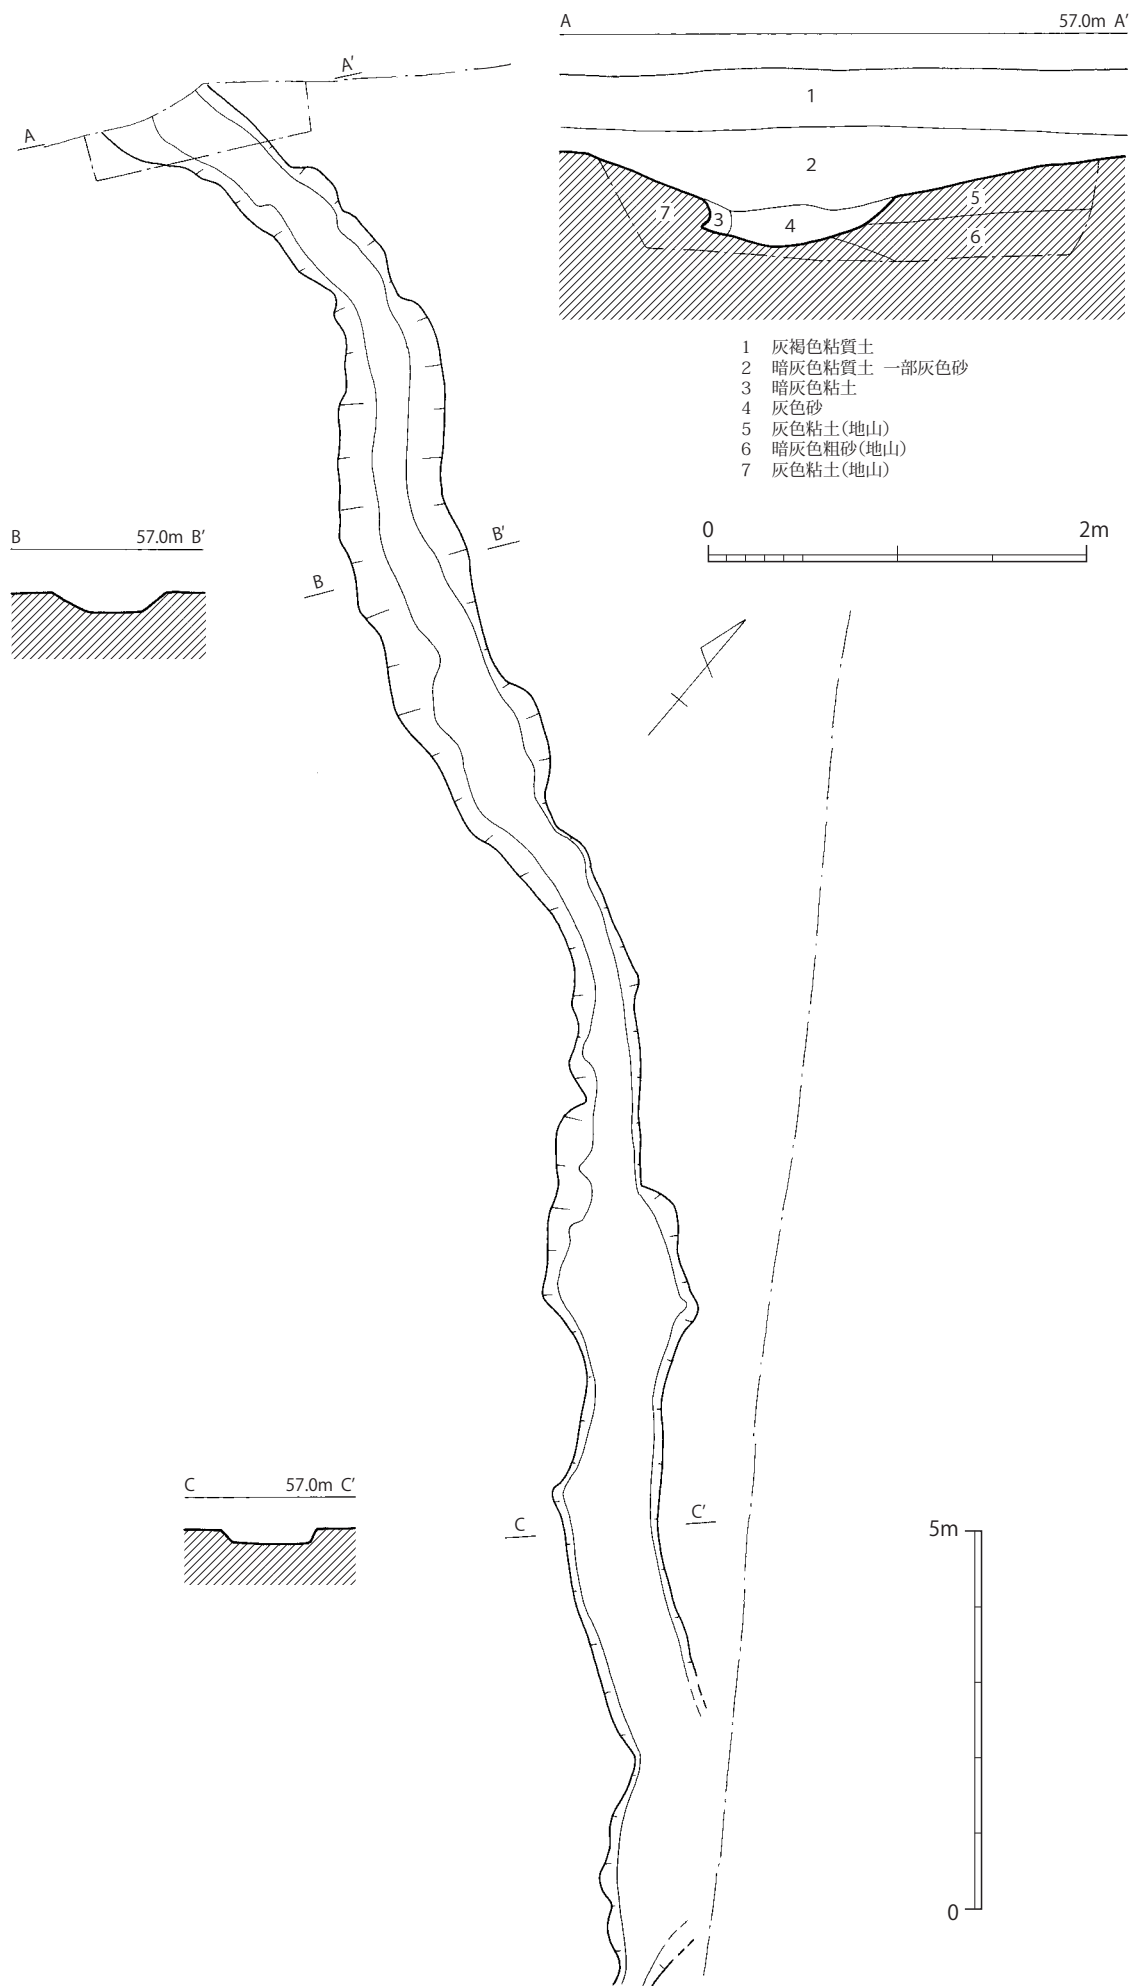 A 57.0m A’
1
2
3
4
5
6
7
1 灰褐色粘質土
2 暗灰色粘質土 一部灰色砂
3 暗灰色粘土
4 灰色砂
5 灰色粘土(地山)
6 暗灰色粗砂(地山)
7 灰色粘土(地山)
A
A’
0 2m
B 57.0m B’
B
B’
C 57.0m C’
C
C’
5m
0